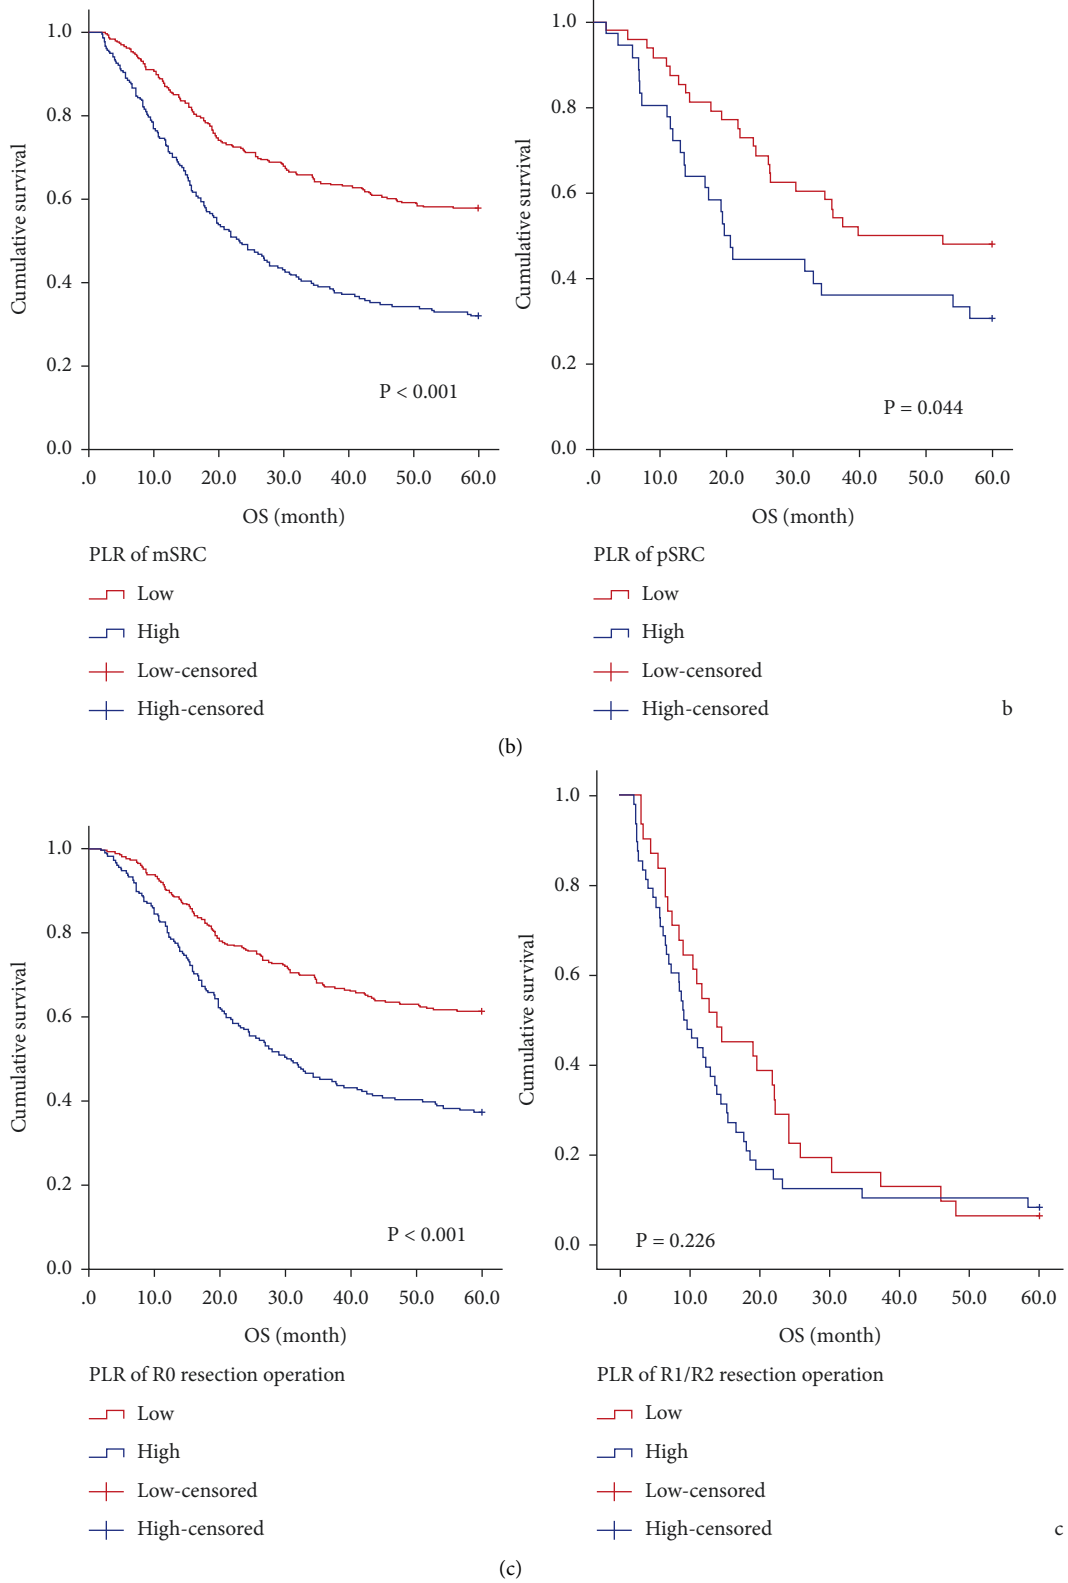 1.0
0.8
0.6
0.4
0.2
0.0
Cumulative survival
P < 0.001
.0 10.0 20.0 30.0 40.0 50.0 60.0
OS (month)
PLR of mSRC
Low
High
Low-censored
High-censored
1.0
0.8
0.6
0.4
0.2
0.0
Cumulative survival
P = 0.044
.0 10.0 20.0 30.0 40.0 50.0 60.0
OS (month)
PLR of pSRC
Low
High
Low-censored
High-censored
b
(b)
1.0
0.8
0.6
0.4
0.2
0.0
Cumulative survival
P < 0.001
.0 10.0 20.0 30.0 40.0 50.0 60.0
OS (month)
PLR of R0 resection operation
Low
High
Low-censored
High-censored
1.0
0.8
0.6
0.4
0.2
0.0
Cumulative survival
P = 0.226
.0 10.0 20.0 30.0 40.0 50.0 60.0
OS (month)
PLR of R1/R2 resection operation
Low
High
Low-censored
High-censored
c
(c)